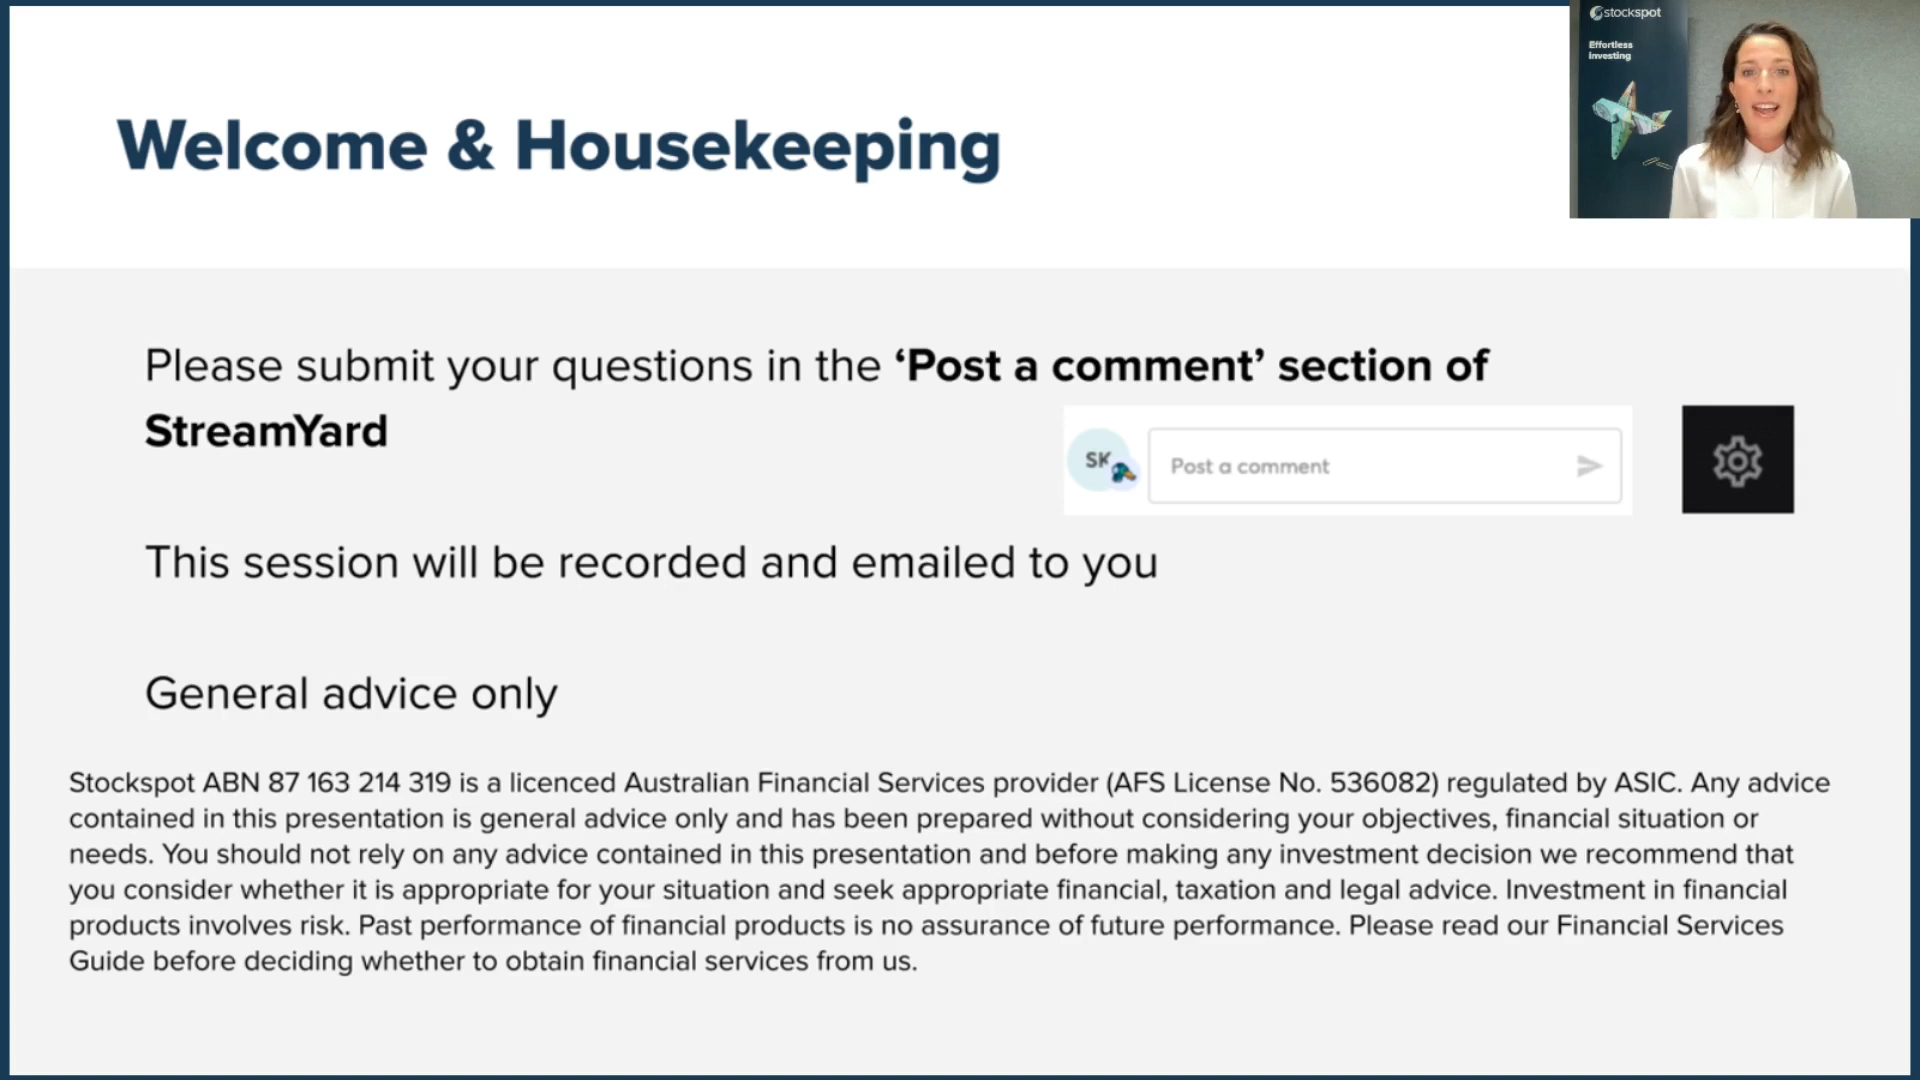 stockspot
Effortless
Investing
Welcome & Housekeeping
Please submit your questions in the ‘Post a comment’ section of
StreamYard
SK
Post a comment
This session will be recorded and emailed to you
General advice only
Stockspot ABN 87 163 214 319 is a licenced Australian Financial Services provider (AFS License No. 536082) regulated by ASIC. Any advice
contained in this presentation is general advice only and has been prepared without considering your objectives, financial situation or
needs. You should not rely on any advice contained in this presentation and before making any investment decision we recommend that
you consider whether it is appropriate for your situation and seek appropriate financial, taxation and legal advice. Investment in financial
products involves risk. Past performance of financial products is no assurance of future performance. Please read our Financial Services
Guide before deciding whether to obtain financial services from us.